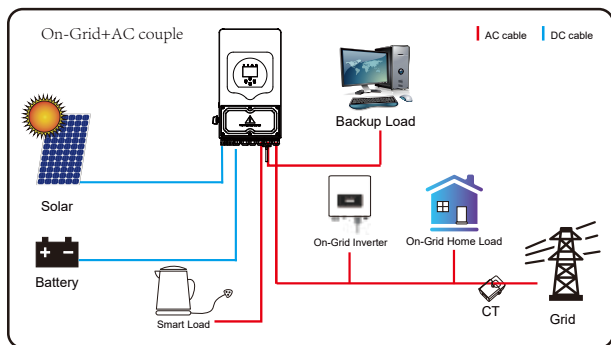 On-Grid+AC couple
AC cable
DC cable
Backup Load
Solar
On-Grid Inverter
On-Grid Home Load
Battery
Smart Load
CT
Grid